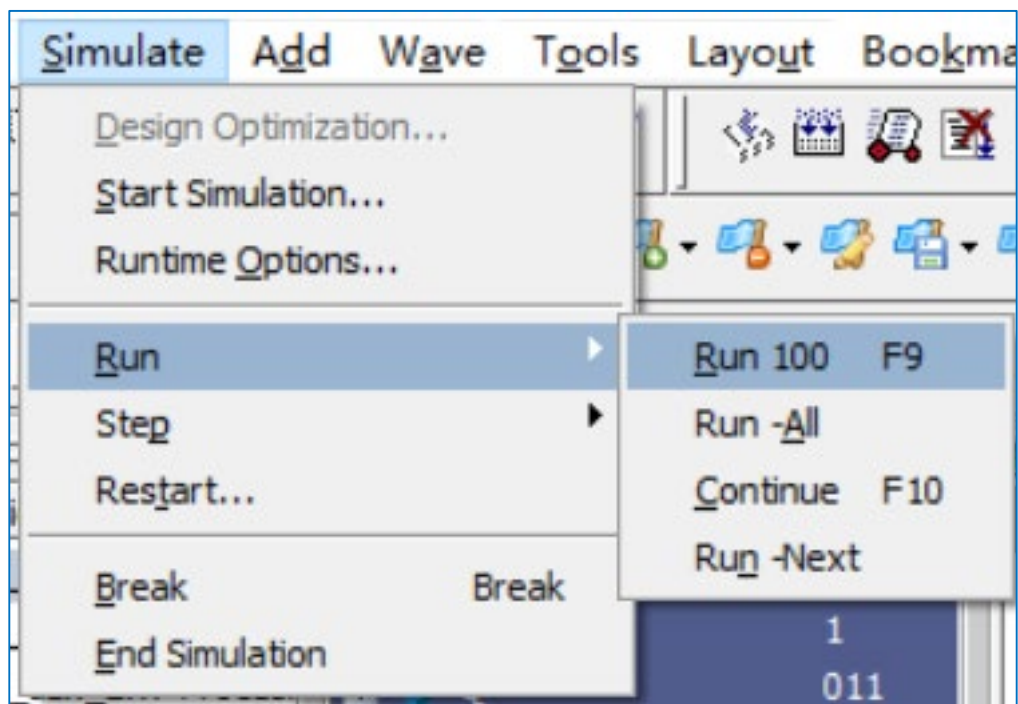 Simulate Add Wave Tools Layout Bookma
Design Optimization...
Start Simulation...
Runtime Options...
Run
Run 100 F9
Step
Run -All
Restart...
Continue F10
Run -Next
Break Break
End Simulation
1
011